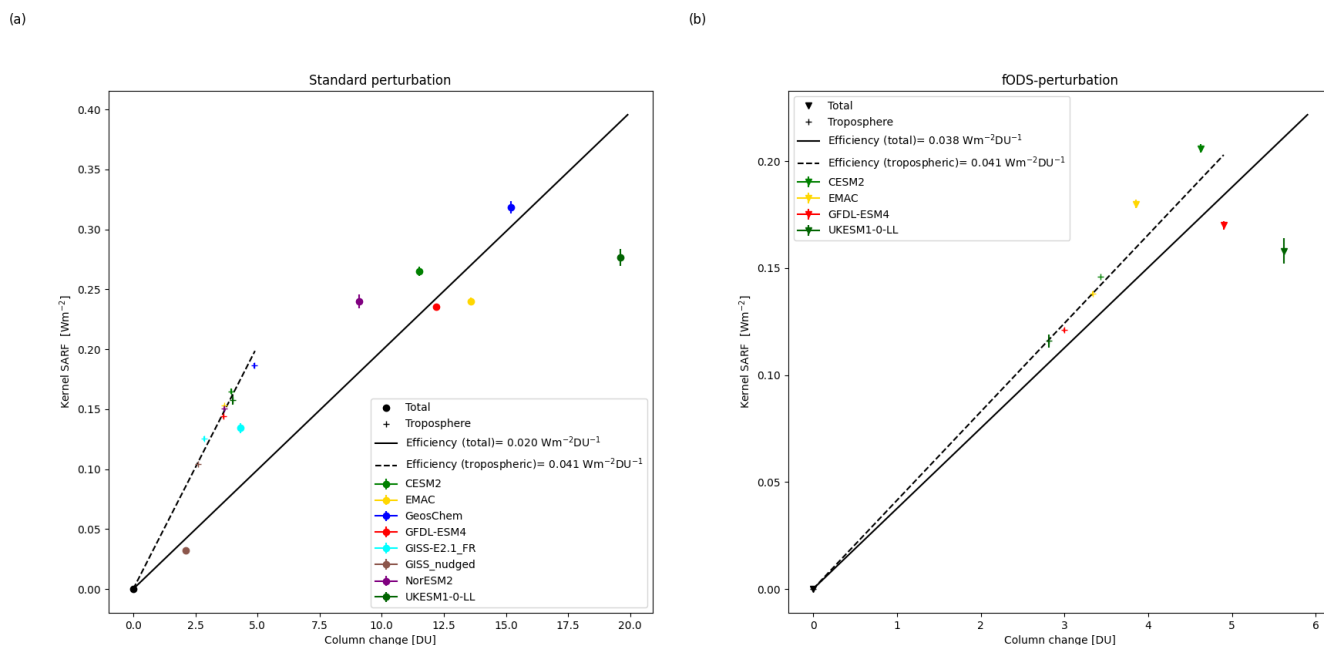 (a)
Standard perturbation
Kernel SARF [Wm⁻²]
0.40
0.35
0.30
0.25
0.20
0.15
0.10
0.05
0.00
Total
Troposphere
Efficiency (total)= 0.020 Wm⁻²DU⁻¹
Efficiency (tropospheric)= 0.041 Wm⁻²DU⁻¹
CESM2
EMAC
GeosChem
GFDL-ESM4
GISS-E2.1_FR
GISS_nudged
NorESM2
UKESM1-0-LL
0.0 2.5 5.0 7.5 10.0 12.5 15.0 17.5 20.0
Column change [DU]
(b)
fODS-perturbation
Kernel SARF [Wm⁻²]
0.20
0.15
0.10
0.05
0.00
Total
Troposphere
Efficiency (total)= 0.038 Wm⁻²DU⁻¹
Efficiency (tropospheric)= 0.041 Wm⁻²DU⁻¹
CESM2
EMAC
GFDL-ESM4
UKESM1-0-LL
0 1 2 3 4 5 6
Column change [DU]